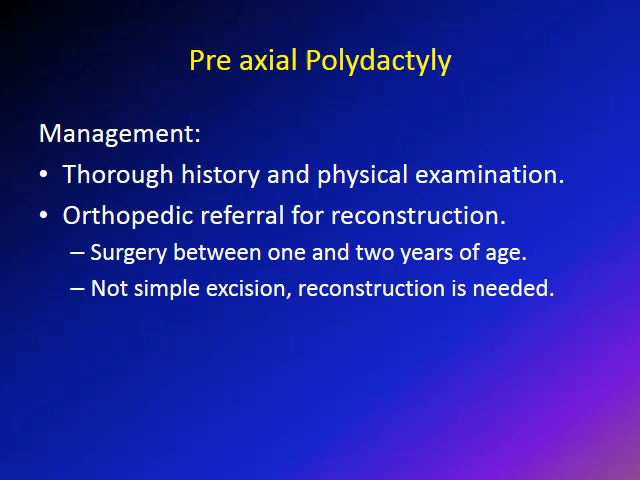 Pre axial Polydactyly
Management:
• Thorough history and physical examination.
• Orthopedic referral for reconstruction.
– Surgery between one and two years of age.
– Not simple excision, reconstruction is needed.